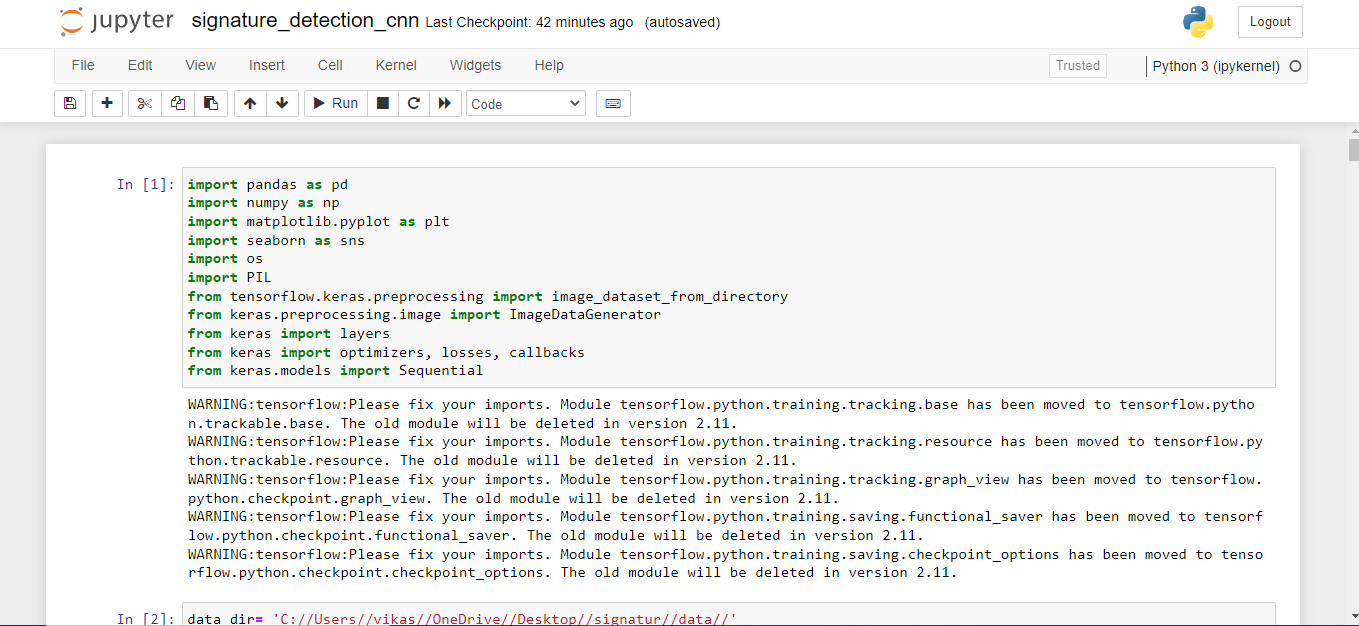 jupyter signature_detection_cnn Last Checkpoint: 42 minutes ago (autosaved)
Logout
File Edit View Insert Cell Kernel Widgets Help
Trusted
Python 3 (ipykernel)
Run
Code
In [1]:
import pandas as pd
import numpy as np
import matplotlib.pyplot as plt
import seaborn as sns
import os
import PIL
from tensorflow.keras.preprocessing import image_dataset_from_directory
from keras.preprocessing.image import ImageDataGenerator
from keras import layers
from keras import optimizers, losses, callbacks
from keras.models import Sequential
WARNING:tensorflow:Please fix your imports. Module tensorflow.python.training.tracking.base has been moved to tensorflow.pytho
n.trackable.base. The old module will be deleted in version 2.11.
WARNING:tensorflow:Please fix your imports. Module tensorflow.python.training.tracking.resource has been moved to tensorflow.py
thon.trackable.resource. The old module will be deleted in version 2.11.
WARNING:tensorflow:Please fix your imports. Module tensorflow.python.training.tracking.graph_view has been moved to tensorflow.
python.checkpoint.graph_view. The old module will be deleted in version 2.11.
WARNING:tensorflow:Please fix your imports. Module tensorflow.python.training.saving.functional_saver has been moved to tensorf
low.python.checkpoint.functional_saver. The old module will be deleted in version 2.11.
WARNING:tensorflow:Please fix your imports. Module tensorflow.python.training.saving.checkpoint_options has been moved to tenso
rflow.python.checkpoint.checkpoint_options. The old module will be deleted in version 2.11.
In [2]:
data_dir= 'C://Users//vikas//OneDrive//Desktop//signatur//data//'